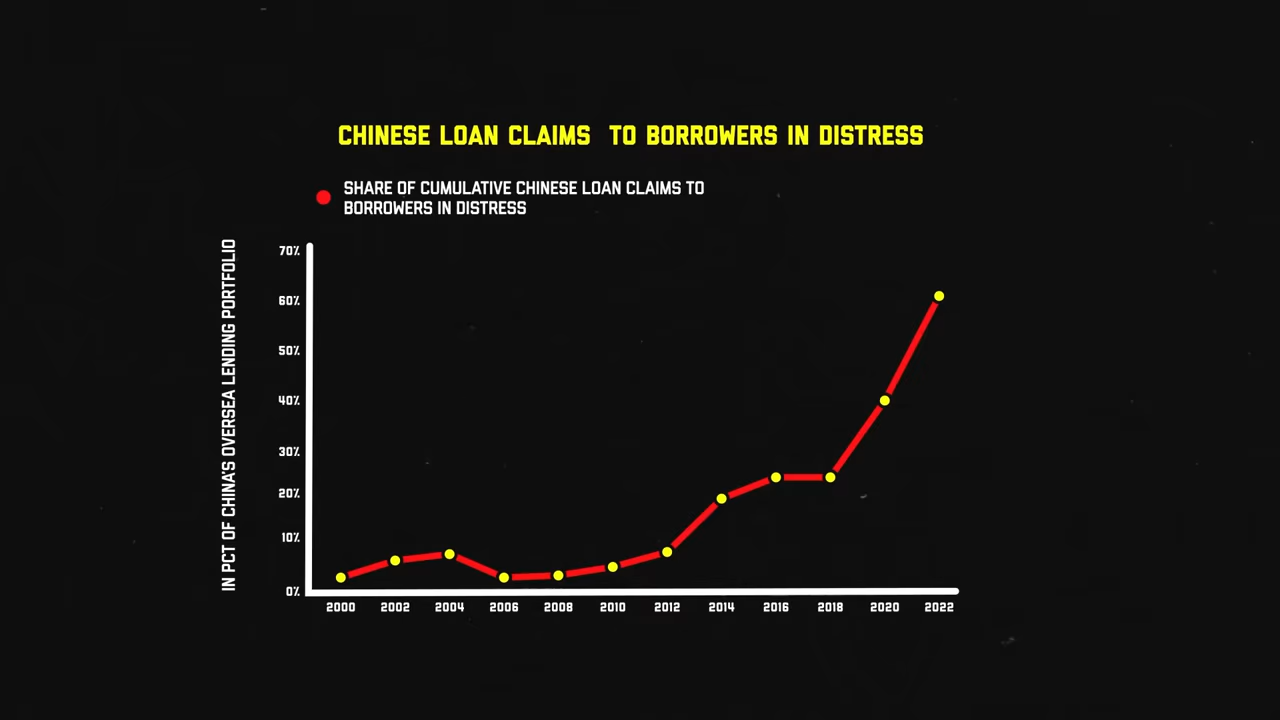 CHINESE LOAN CLAIMS TO BORROWERS IN DISTRESS
SHARE OF CUMULATIVE CHINESE LOAN CLAIMS TO
BORROWERS IN DISTRESS
IN PCT OF CHINA'S OVERSEA LENDING PORTFOLIO
70%
60%
50%
40%
30%
20%
10%
0%
2000 2002 2004 2006 2008 2010 2012 2014 2016 2018 2020 2022